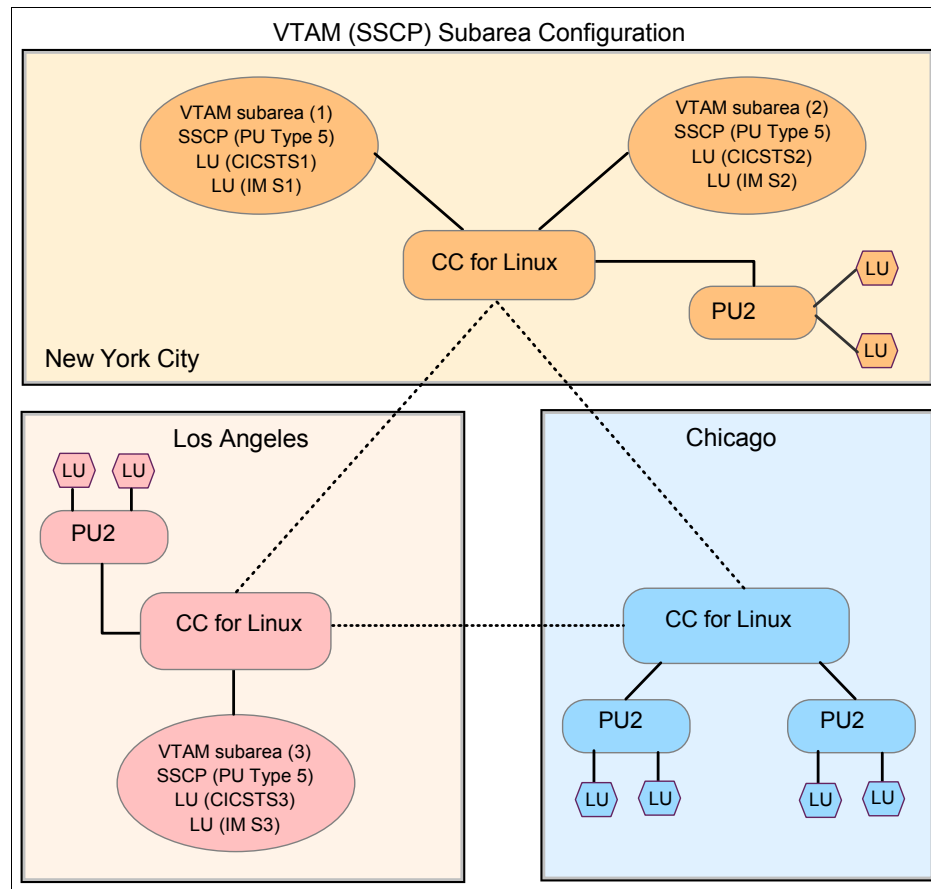 VTAM (SSCP) Subarea Configuration
VTAM subarea (1)
SSCP (PU Type 5)
LU (CICSTS1)
LU (IM S1)
VTAM subarea (2)
SSCP (PU Type 5)
LU (CICSTS2)
LU (IM S2)
CC for Linux
LU
PU2
LU
New York City
Los Angeles
LU
LU
PU2
CC for Linux
VTAM subarea (3)
SSCP (PU Type 5)
LU (CICSTS3)
LU (IM S3)
Chicago
CC for Linux
PU2
PU2
LU
LU
LU
LU